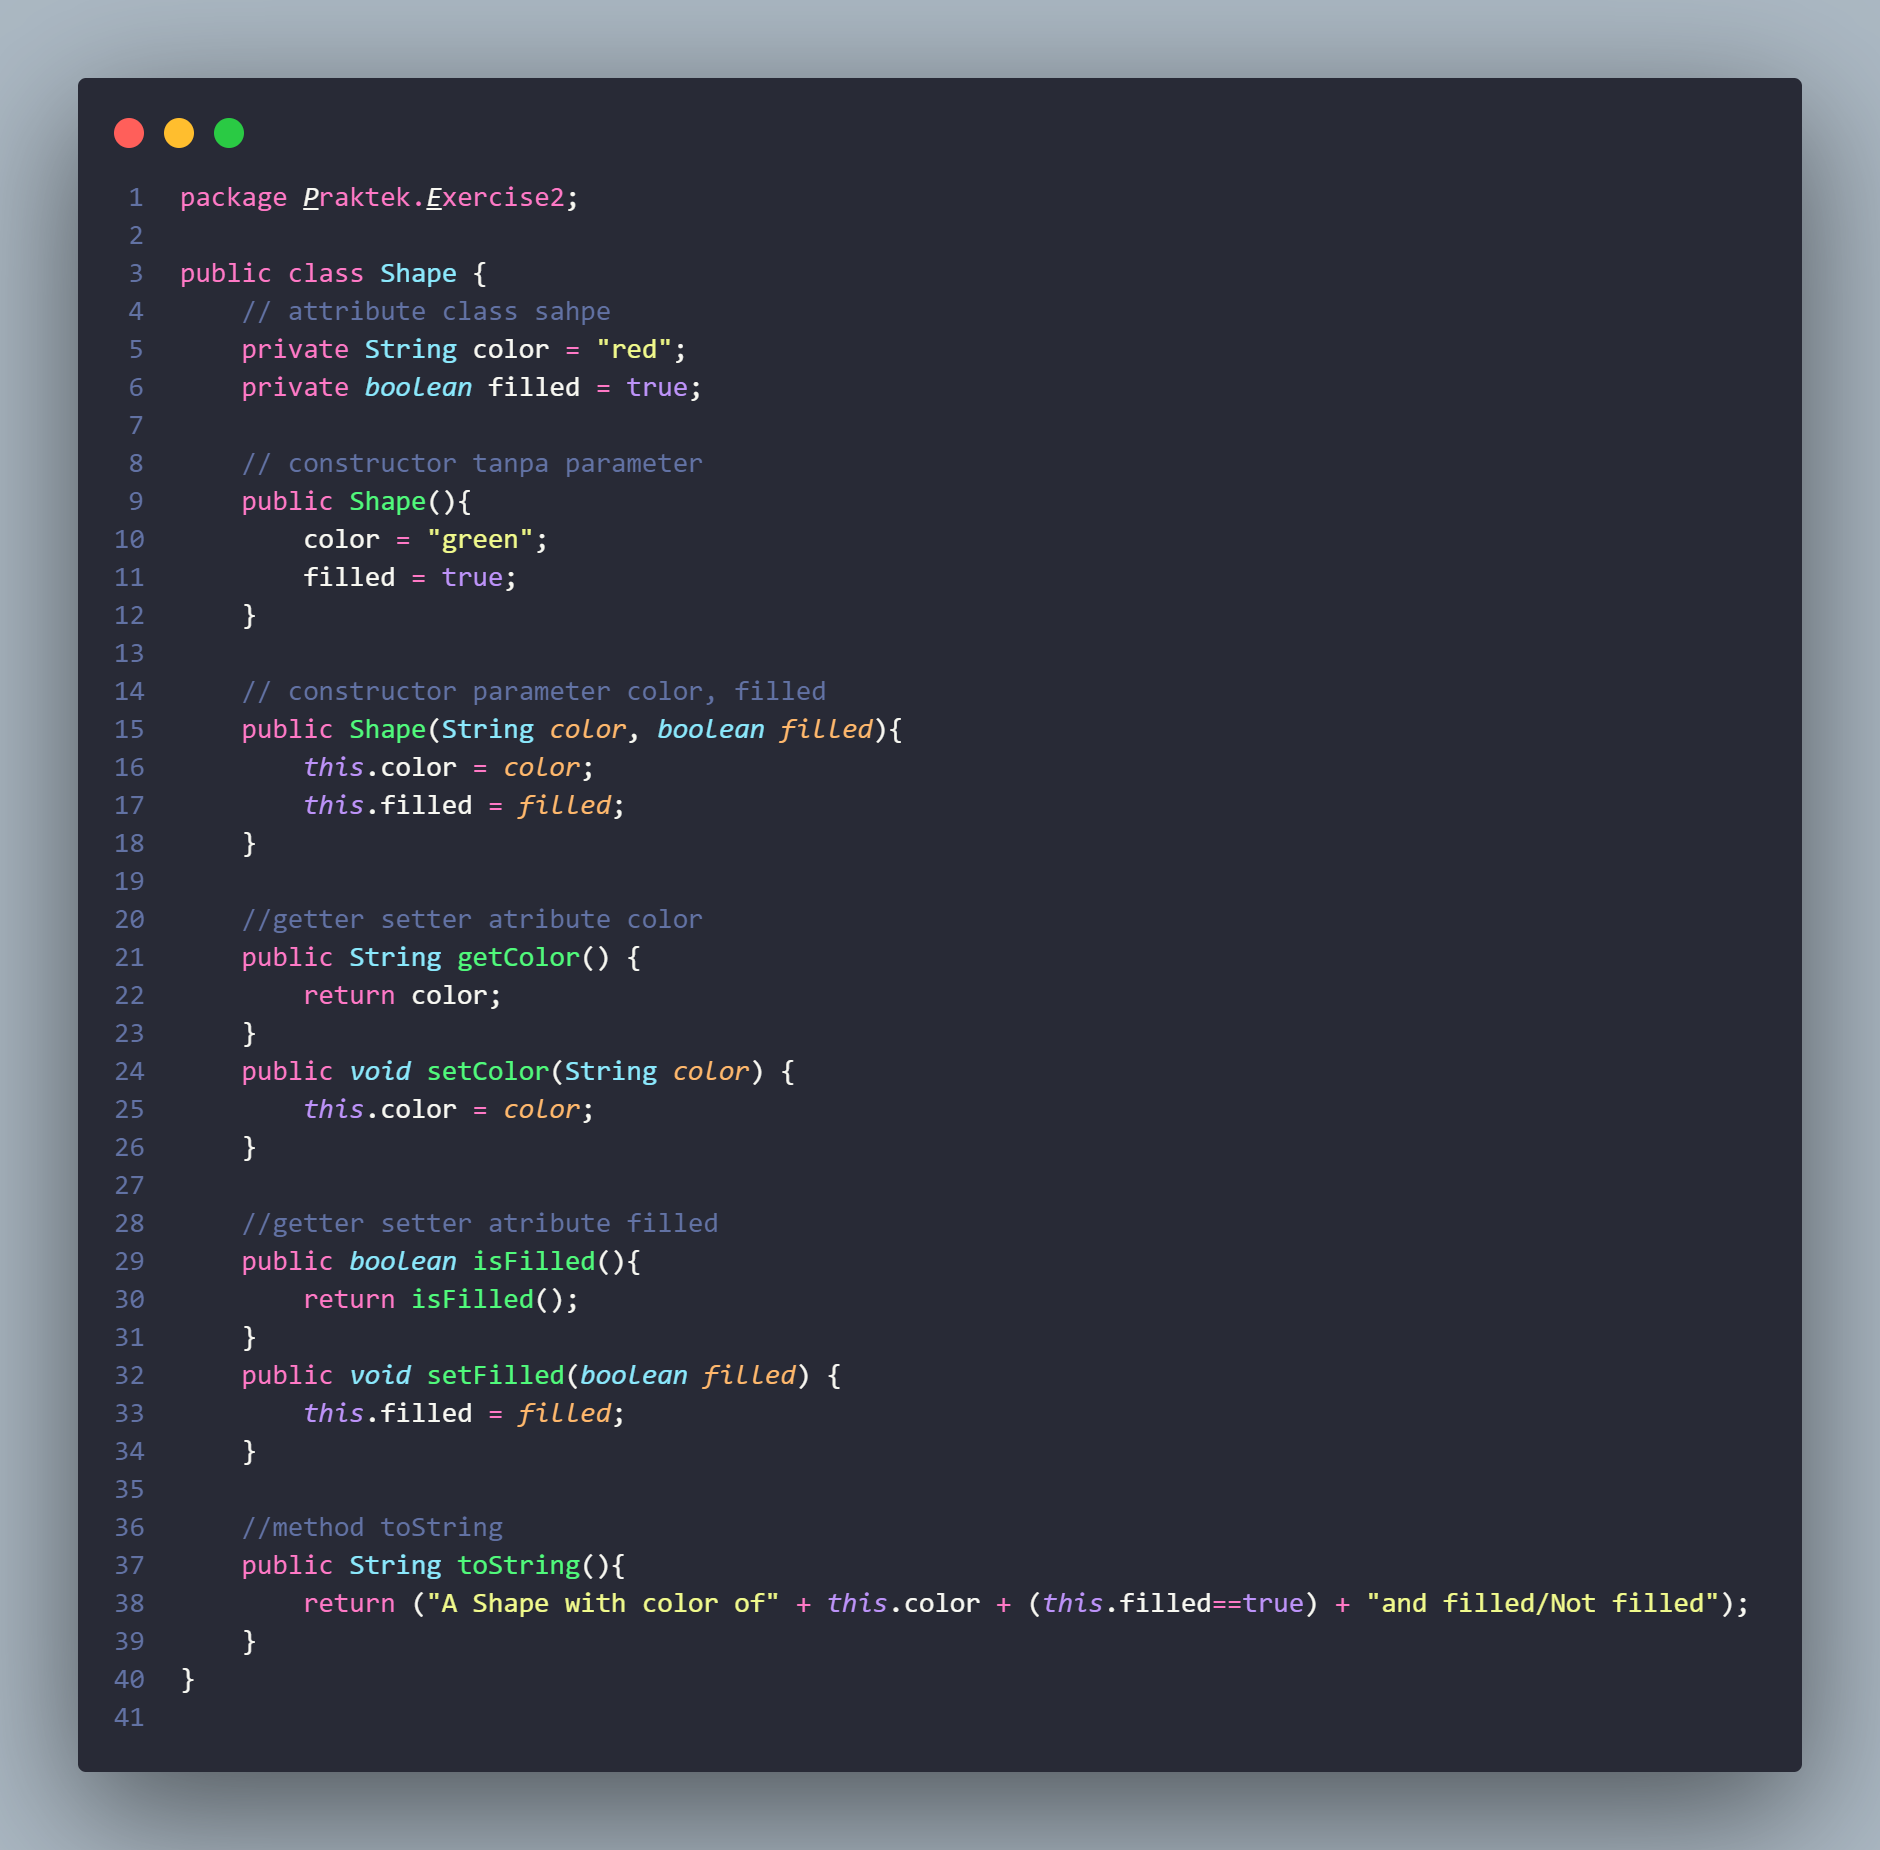 1 package Praktek.Exercise2;
2
3 public class Shape {
4     // attribute class sahpe
5     private String color = "red";
6     private boolean filled = true;
7
8     // constructor tanpa parameter
9     public Shape(){
10         color = "green";
11         filled = true;
12     }
13
14     // constructor parameter color, filled
15     public Shape(String color, boolean filled){
16         this.color = color;
17         this.filled = filled;
18     }
19
20     //getter setter atribute color
21     public String getColor() {
22         return color;
23     }
24     public void setColor(String color) {
25         this.color = color;
26     }
27
28     //getter setter atribute filled
29     public boolean isFilled(){
30         return isFilled();
31     }
32     public void setFilled(boolean filled) {
33         this.filled = filled;
34     }
35
36     //method toString
37     public String toString(){
38         return ("A Shape with color of" + this.color + (this.filled==true) + "and filled/Not filled");
39     }
40 }
41